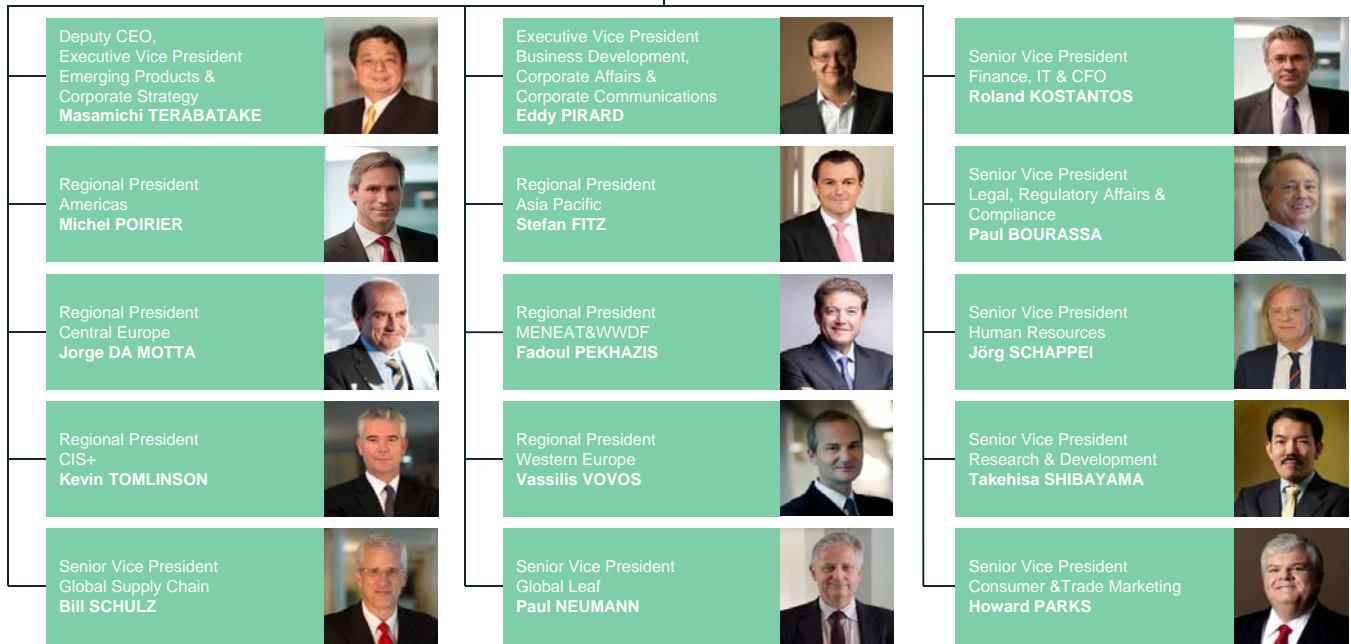 Deputy CEO,
Executive Vice President
Emerging Products &
Corporate Strategy
Masamichi TERABATAKE
Executive Vice President
Business Development,
Corporate Affairs &
Corporate Communications
Eddy PIRARD
Senior Vice President
Finance, IT & CFO
Roland KOSTANTOS
Regional President
Americas
Michel POIRIER
Regional President
Asia Pacific
Stefan FITZ
Senior Vice President
Legal, Regulatory Affairs &
Compliance
Paul BOURASSA
Regional President
Central Europe
Jorge DA MOTTA
Regional President
MENEAT&WWDF
Fadoul PEKHAZIS
Senior Vice President
Human Resources
Jörg SCHAPPEI
Regional President
CIS+
Kevin TOMLINSON
Regional President
Western Europe
Vassilis VOVOS
Senior Vice President
Research & Development
Takehisa SHIBAYAMA
Senior Vice President
Global Supply Chain
Bill SCHULZ
Senior Vice President
Global Leaf
Paul NEUMANN
Senior Vice President
Consumer &Trade Marketing
Howard PARKS